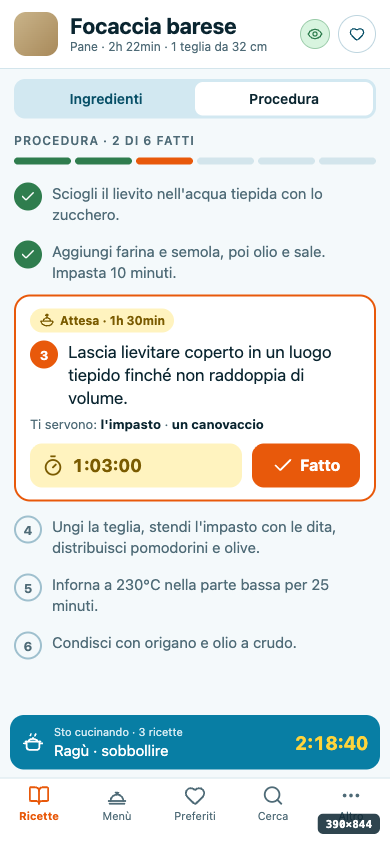 Focaccia barese
Pane · 2h 22min · 1 teglia da 32 cm
Ingredienti
Procedura
PROCEDURA · 2 DI 6 FATTI
Sciogli il lievito nell'acqua tiepida con lo
zucchero.
Aggiungi farina e semola, poi olio e sale.
Impasta 10 minuti.
Attesa · 1h 30min
3
Lascia lievitare coperto in un luogo
tiepido finché non raddoppia di
volume.
Ti servono: l'impasto · un canovaccio
1:03:00
Fatto
4
Ungi la teglia, stendi l'impasto con le dita,
distribuisci pomodorini e olive.
5
Inforna a 230°C nella parte bassa per 25
minuti.
6
Condisci con origano e olio a crudo.
Sto cucinando · 3 ricette
Ragù · sobbollire
2:18:40
Ricette
Menù
Preferiti
Cerca
390×844